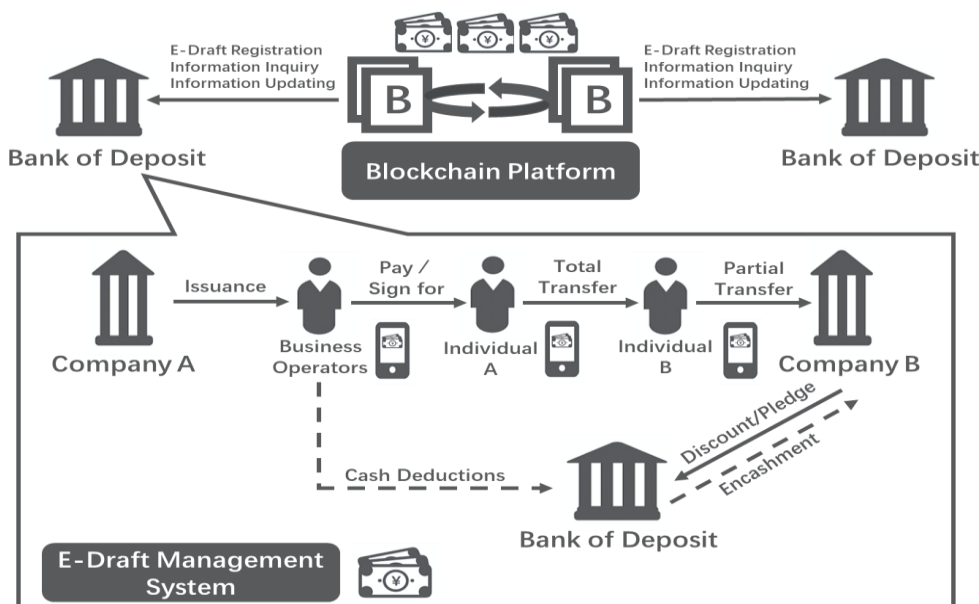 E-Draft Registration
Information Inquiry
Information Updating
B
B
E-Draft Registration
Information Inquiry
Information Updating
Bank of Deposit
Blockchain Platform
Bank of Deposit
Issuance
Pay /
Sign for
Total
Transfer
Partial
Transfer
Company A
Business
Operators
Individual
A
Individual
B
Company B
Discount/Pledge
Encashment
Cash Deductions
Bank of Deposit
E-Draft Management
System
¥